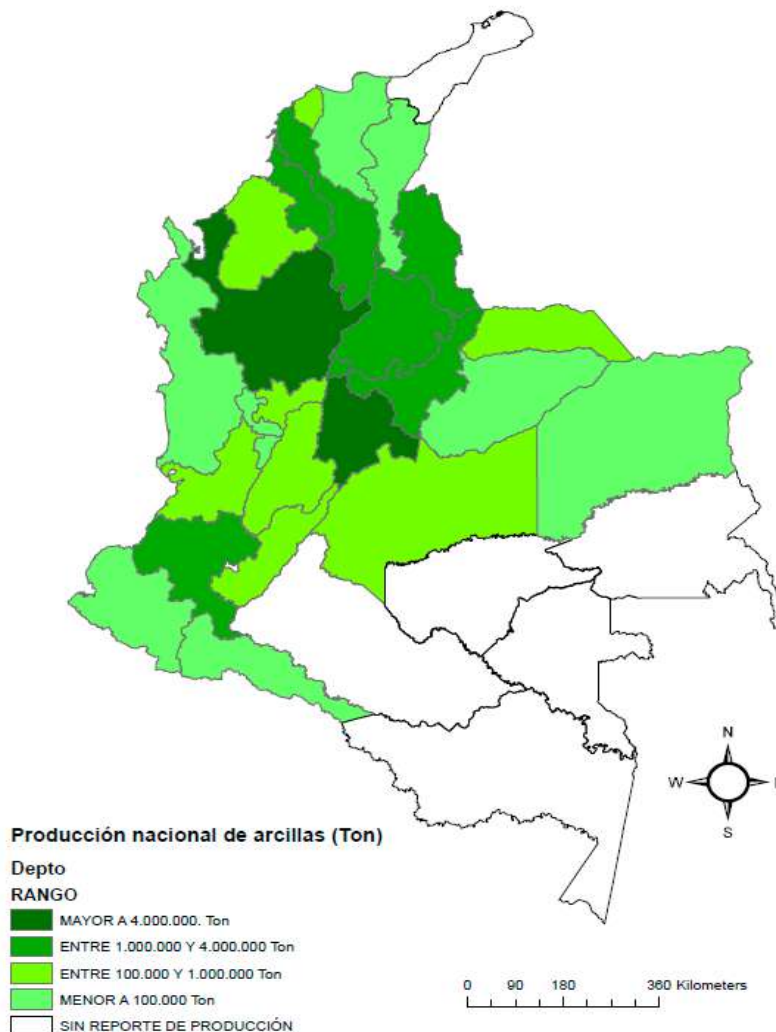 N
W
S
Producción nacional de arcillas (Ton)
Depto
RANGO
MAYOR A 4.000.000. Ton
ENTRE 1.000.000 Y 4.000.000 Ton
ENTRE 100.000 Y 1.000.000 Ton
MENOR A 100.000 Ton
SIN REPORTE DE PRODUCCIÓN
0 90 180 360 Kilometers